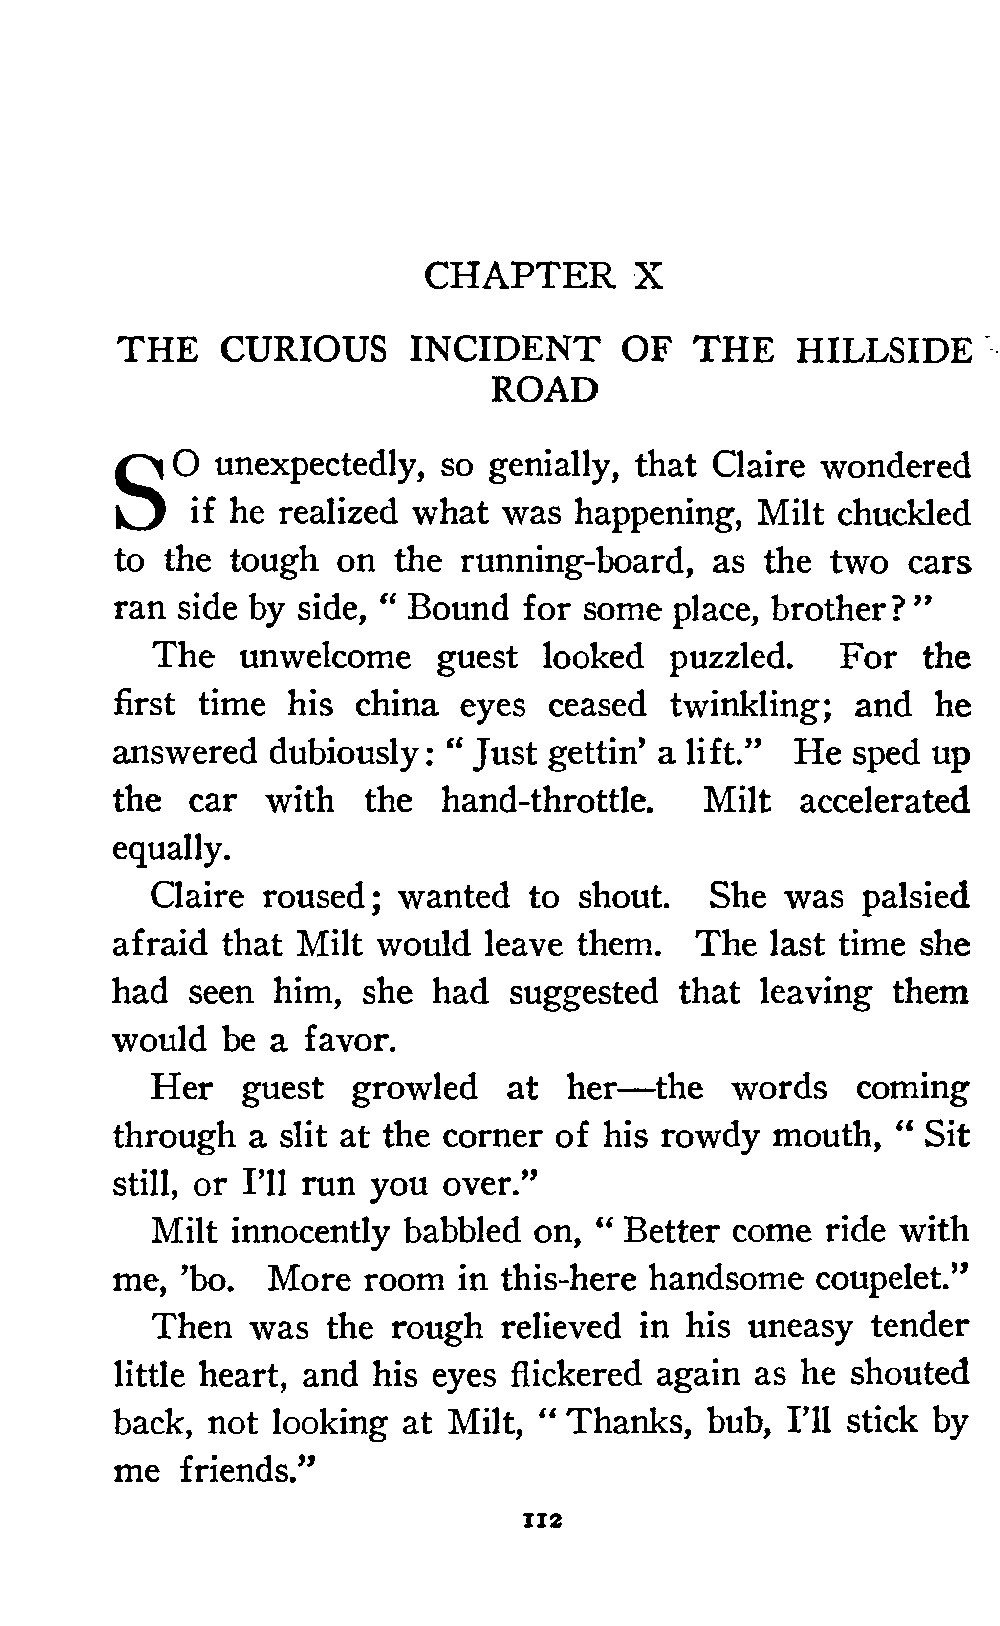 CHAPTER X
THE CURIOUS INCIDENT OF THE HILLSIDE
ROAD
SO unexpectedly, so genially, that Claire wondered
if he realized what was happening, Milt chuckled
to the tough on the running-board, as the two cars
ran side by side, “ Bound for some place, brother? ”
The unwelcome guest looked puzzled. For the
first time his china eyes ceased twinkling; and he
answered dubiously: “ Just gettin’ a lift.” He sped up
the car with the hand-throttle. Milt accelerated
equally.
Claire roused; wanted to shout. She was palsied
afraid that Milt would leave them. The last time she
had seen him, she had suggested that leaving them
would be a favor.
Her guest growled at her—the words coming
through a slit at the corner of his rowdy mouth, “ Sit
still, or I’ll run you over.”
Milt innocently babbled on, “ Better come ride with
me, ’bo. More room in this-here handsome coupelet.”
Then was the rough relieved in his uneasy tender
little heart, and his eyes flickered again as he shouted
back, not looking at Milt, “ Thanks, bub, I’ll stick by
me friends.”
112